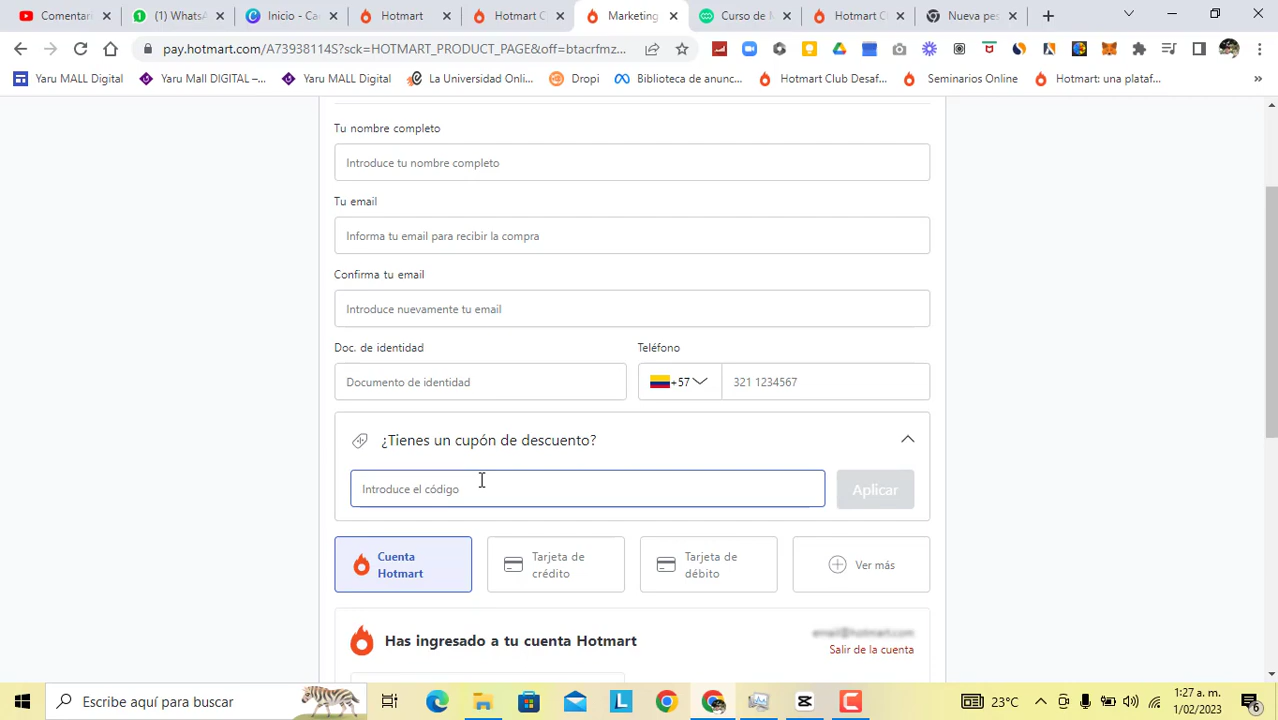 Comentari
(1) WhatsA
Inicio - Ca
Hotmart
Hotmart C
Marketing
Curso de M
Hotmart Cl
Nueva pes
pay.hotmart.com/A73938114S?sck=HOTMART_PRODUCT_PAGE&off=btacrfmz...
Yaru MALL Digital
Yaru Mall DIGITAL –...
Yaru MALL Digital
La Universidad Onli...
Dropi
Biblioteca de anunc...
Hotmart Club Desaf...
Seminarios Online
Hotmart: una plataf...
»
Tu nombre completo
Introduce tu nombre completo
Tu email
Informa tu email para recibir la compra
Confirma tu email
Introduce nuevamente tu email
Doc. de identidad Teléfono
Documento de identidad +57 321 1234567
¿Tienes un cupón de descuento?
Introduce el código Aplicar
Cuenta
Hotmart
Tarjeta de
crédito
Tarjeta de
débito
Ver más
Has ingresado a tu cuenta Hotmart
email@hotmart.com
Salir de la cuenta
Escribe aquí para buscar
23°C
1:27 a. m.
1/02/2023
6